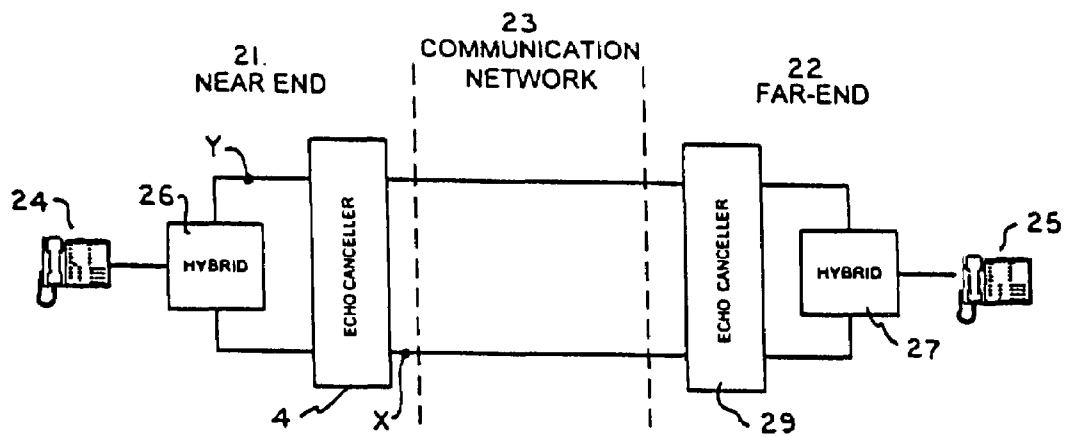 21.
NEAR END
23
COMMUNICATION
NETWORK
22
FAR-END
Y
24
26
HYBRID
ECHO CANCELLER
ECHO CANCELLER
HYBRID
25
27
4
X
29